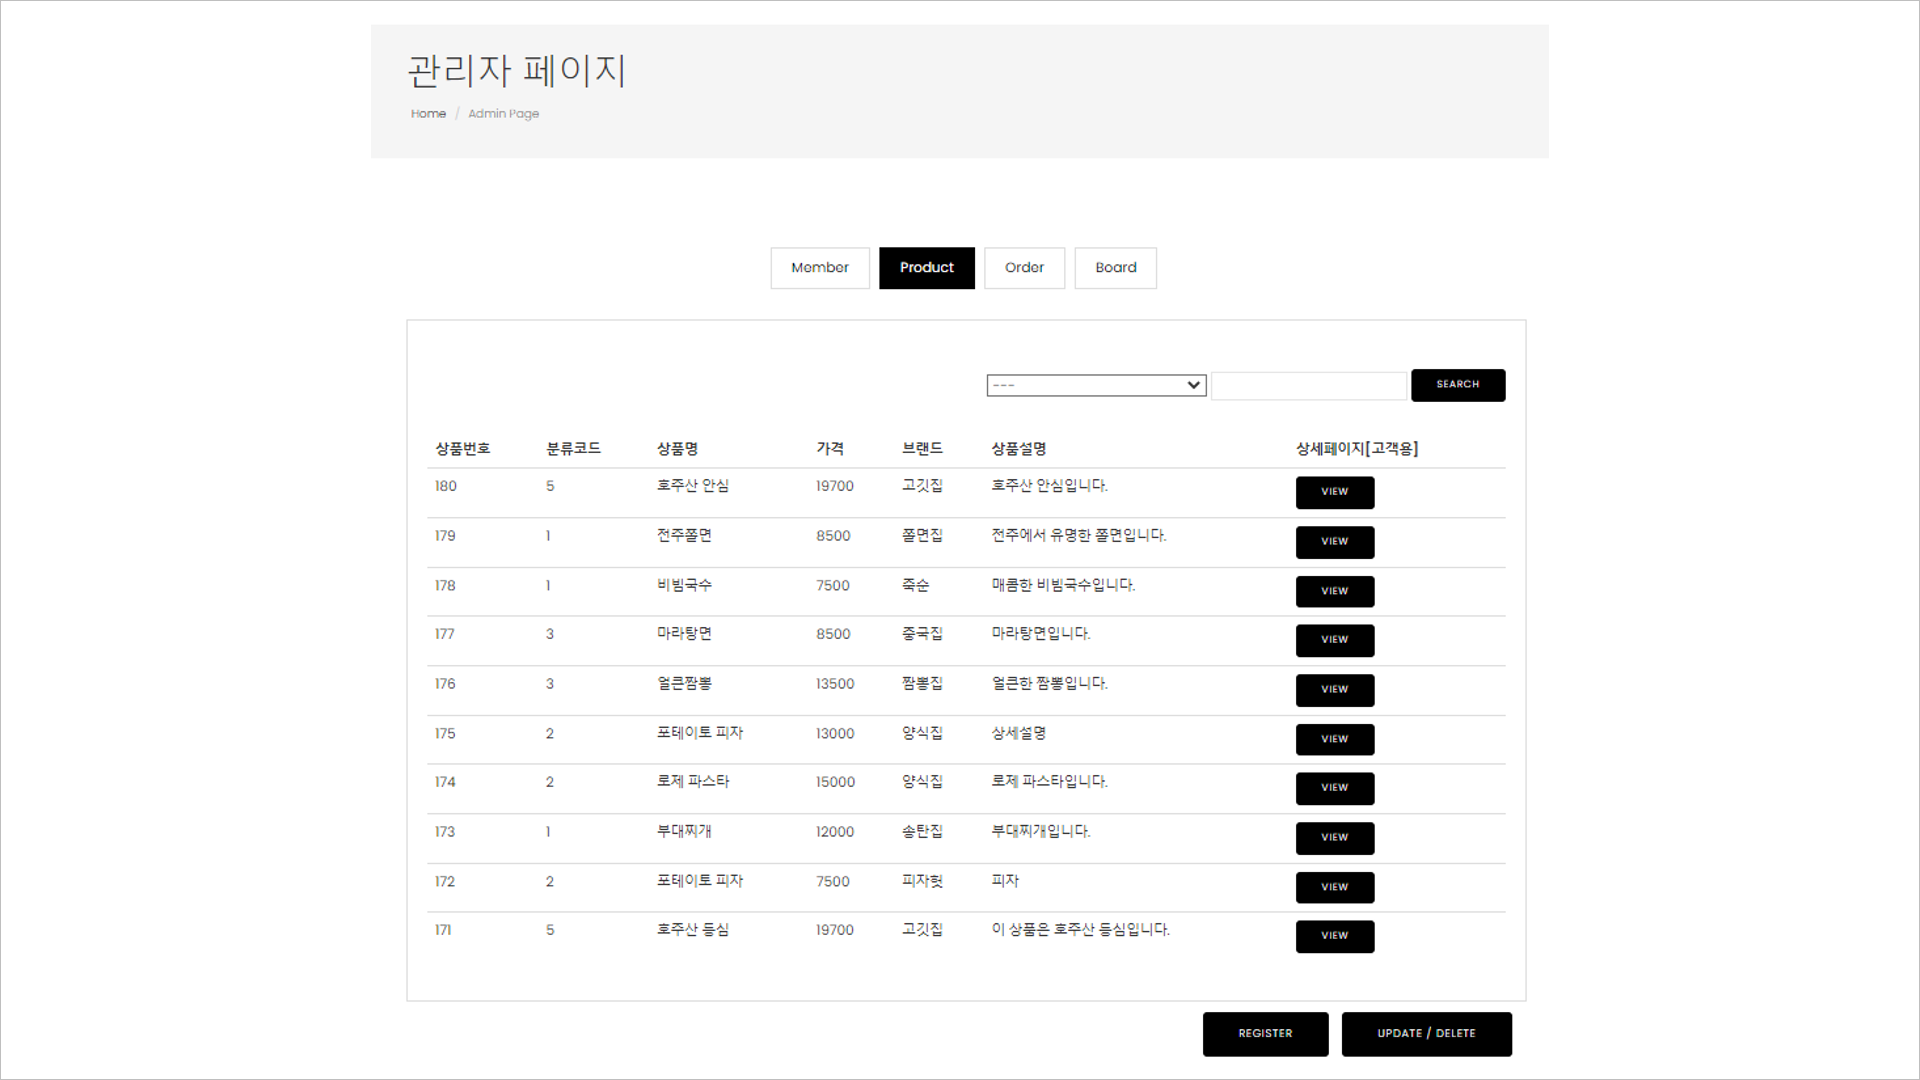 관리자 페이지
Home / Admin Page
Member Product Order Board
--- SEARCH
상품번호 분류코드 상품명 가격 브랜드 상품설명 상세페이지[고객용]
180 5 호주산 안심 19700 고깃집 호주산 안심입니다. VIEW
179 1 전주쫄면 8500 쫄면집 전주에서 유명한 쫄면입니다. VIEW
178 1 비빔국수 7500 죽순 매콤한 비빔국수입니다. VIEW
177 3 마라탕면 8500 중국집 마라탕면입니다. VIEW
176 3 얼큰짬뽕 13500 짬뽕집 얼큰한 짬뽕입니다. VIEW
175 2 포테이토 피자 13000 양식집 상세설명 VIEW
174 2 로제 파스타 15000 양식집 로제 파스타입니다. VIEW
173 1 부대찌개 12000 송탄집 부대찌개입니다. VIEW
172 2 포테이토 피자 7500 피자헛 피자 VIEW
171 5 호주산 등심 19700 고깃집 이 상품은 호주산 등심입니다. VIEW
REGISTER UPDATE / DELETE